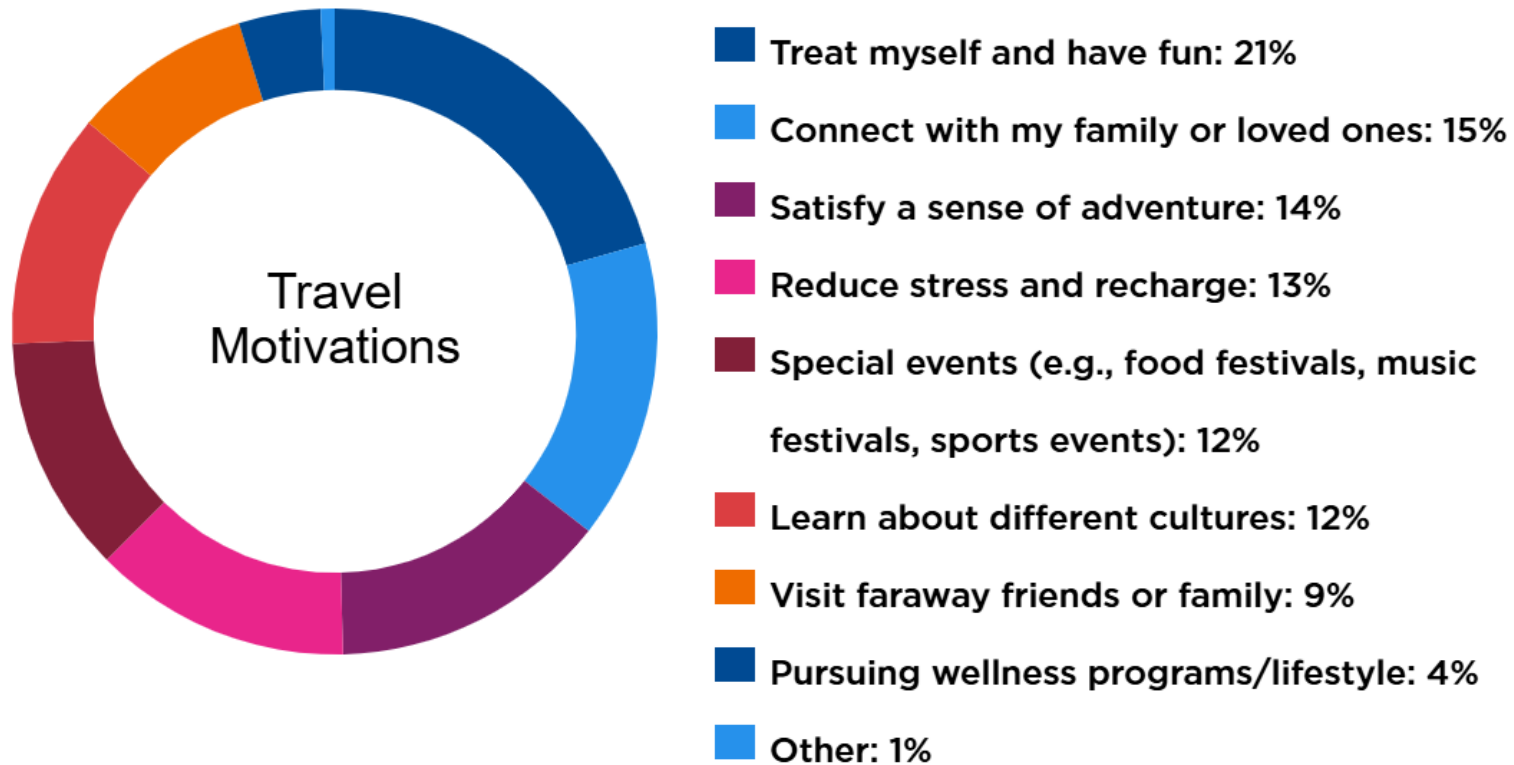 Travel
Motivations
Treat myself and have fun: 21%
Connect with my family or loved ones: 15%
Satisfy a sense of adventure: 14%
Reduce stress and recharge: 13%
Special events (e.g., food festivals, music
festivals, sports events): 12%
Learn about different cultures: 12%
Visit faraway friends or family: 9%
Pursuing wellness programs/lifestyle: 4%
Other: 1%